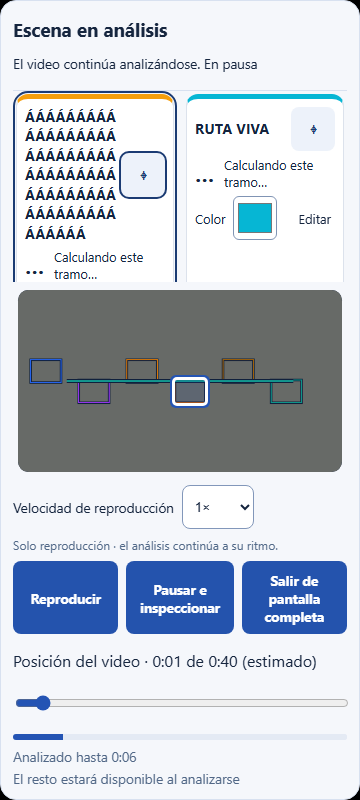 Escena en análisis
El video continúa analizándose. En pausa
ÁÁÁÁÁÁÁÁÁ
ÁÁÁÁÁÁÁÁÁ
ÁÁÁÁÁÁÁÁÁ
ÁÁÁÁÁÁÁÁÁ
ÁÁÁÁÁÁÁÁÁ
ÁÁÁÁÁÁÁÁÁ
ÁÁÁÁÁÁ
Calculando este
tramo...
RUTA VIVA
Calculando este
tramo...
Color
Editar
Velocidad de reproducción
1×
Solo reproducción · el análisis continúa a su ritmo.
Reproducir
Pausar e
inspeccionar
Salir de
pantalla
completa
Posición del video · 0:01 de 0:40 (estimado)
Analizado hasta 0:06
El resto estará disponible al analizarse